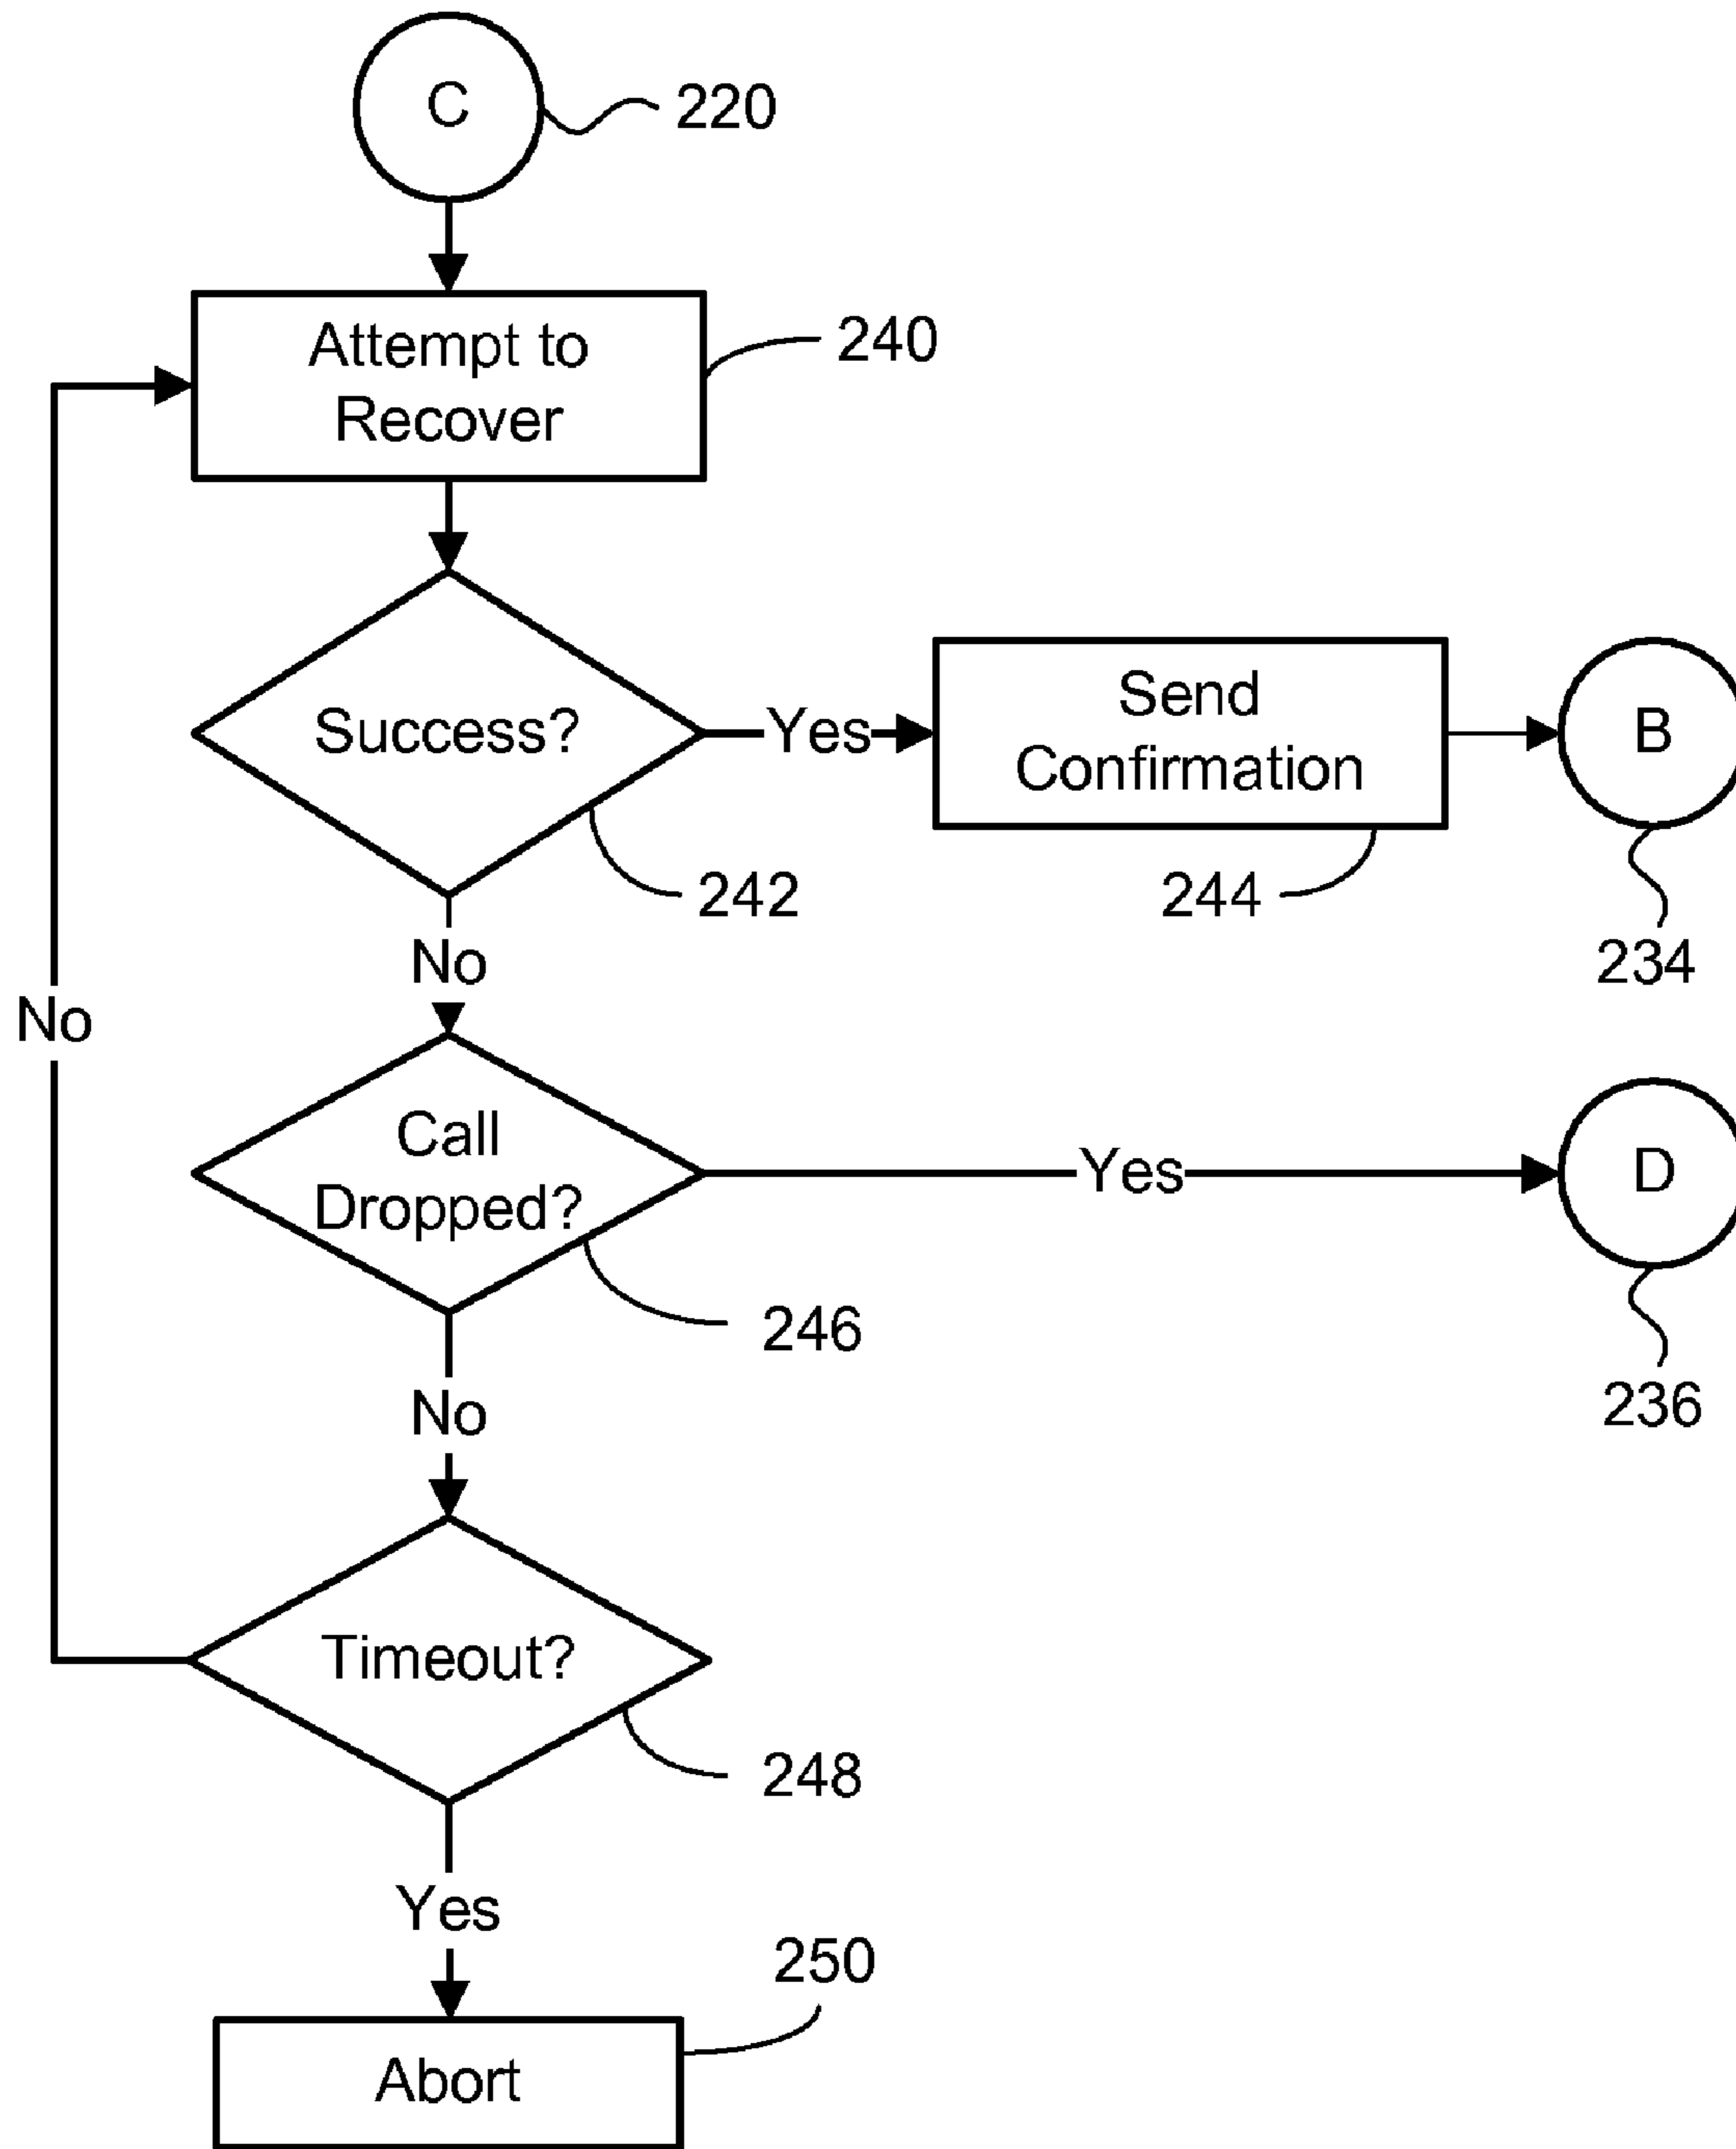 C
220
Attempt to
Recover
240
Success?
Yes
Send
Confirmation
B
242
244
234
No
No
Call
Dropped?
Yes
D
246
236
No
Timeout?
248
Yes
250
Abort